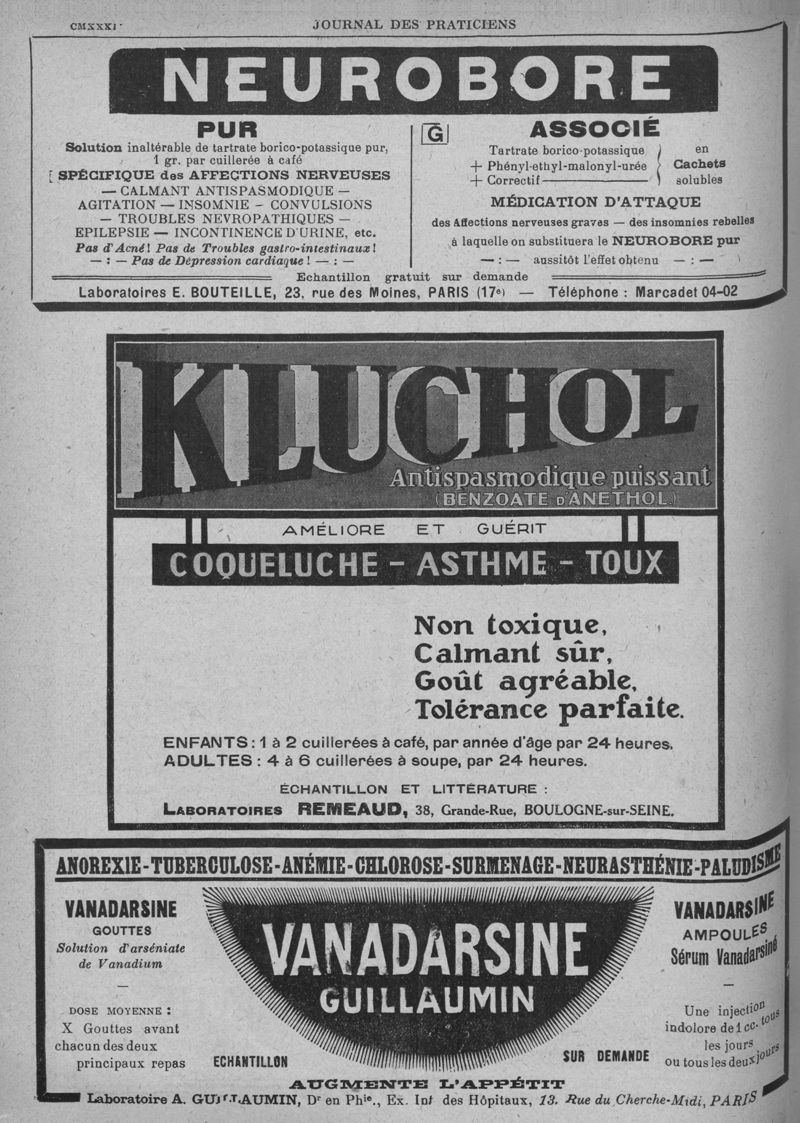 JOURNAL DES PRATICIENS
NEUROBORE
PUR
Solution inaltérable de tartrate borico-potassique pur,
1 gr. par cuillerée à café
SPÉCIFIQUE des AFFECTIONS NERVEUSES
— CALMANT ANTISPASMODIQUE —
AGITATION — INSOMNIE - CONVULSIONS
— TROUBLES NEVROPATHIQUES —
EPILEPSIE — INCONTINENCE D'URINE, etc.
Pas d'Acné! Pas de Troubles gastro-intestinaux!
— : — Pas de Dépression cardiaque! — : —
G
ASSOCIÉ
Tartrate borico-potassique
+ Phényl-ethyl-malonyl-urée
+ Correctif
en
Cachets
solubles
MÉDICATION D'ATTAQUE
des Affections nerveuses graves — des insomnies rebelles
à laquelle on substituera le NEUROBORE pur
— : — aussitôt l'effet obtenu — : —
Echantillon gratuit sur demande
Laboratoires E. BOUTEILLE, 23, rue des Moines, PARIS (17e) — Téléphone : Marcadet 04-02
KLUCHOL
Antispasmodique puissant
(BENZOATE D'ANETHOL)
AMÉLIORE ET GUÉRIT
COQUELUCHE - ASTHME - TOUX
Non toxique,
Calmant sûr,
Goût agréable,
Tolérance parfaite.
ENFANTS : 1 à 2 cuillerées à café, par année d'âge par 24 heures.
ADULTES : 4 à 6 cuillerées à soupe, par 24 heures.
ÉCHANTILLON ET LITTÉRATURE :
LABORATOIRES REMEAUD, 38, Grande-Rue, BOULOGNE-sur-SEINE.
ANOREXIE-TUBERCULOSE-ANÉMIE-CHLOROSE-SURMENAGE-NEURASTHÉNIE-PALUDISME
VANADARSINE
GOUTTES
Solution d'arséniate
de Vanadium
—
DOSE MOYENNE :
X Gouttes avant
chacun des deux
principaux repas
VANADARSINE
GUILLAUMIN
ECHANTILLON
SUR DEMANDE
VANADARSINE
AMPOULES
Sérum Vanadarsiné
—
Une injection
indolore de 1 cc. tous
les jours
ou tous les deux jours
AUGMENTE L'APPÉTIT
Laboratoire A. GUILLAUMIN, Dr en Phie., Ex. Int des Hôpitaux, 13. Rue du Cherche-Midi, PARIS